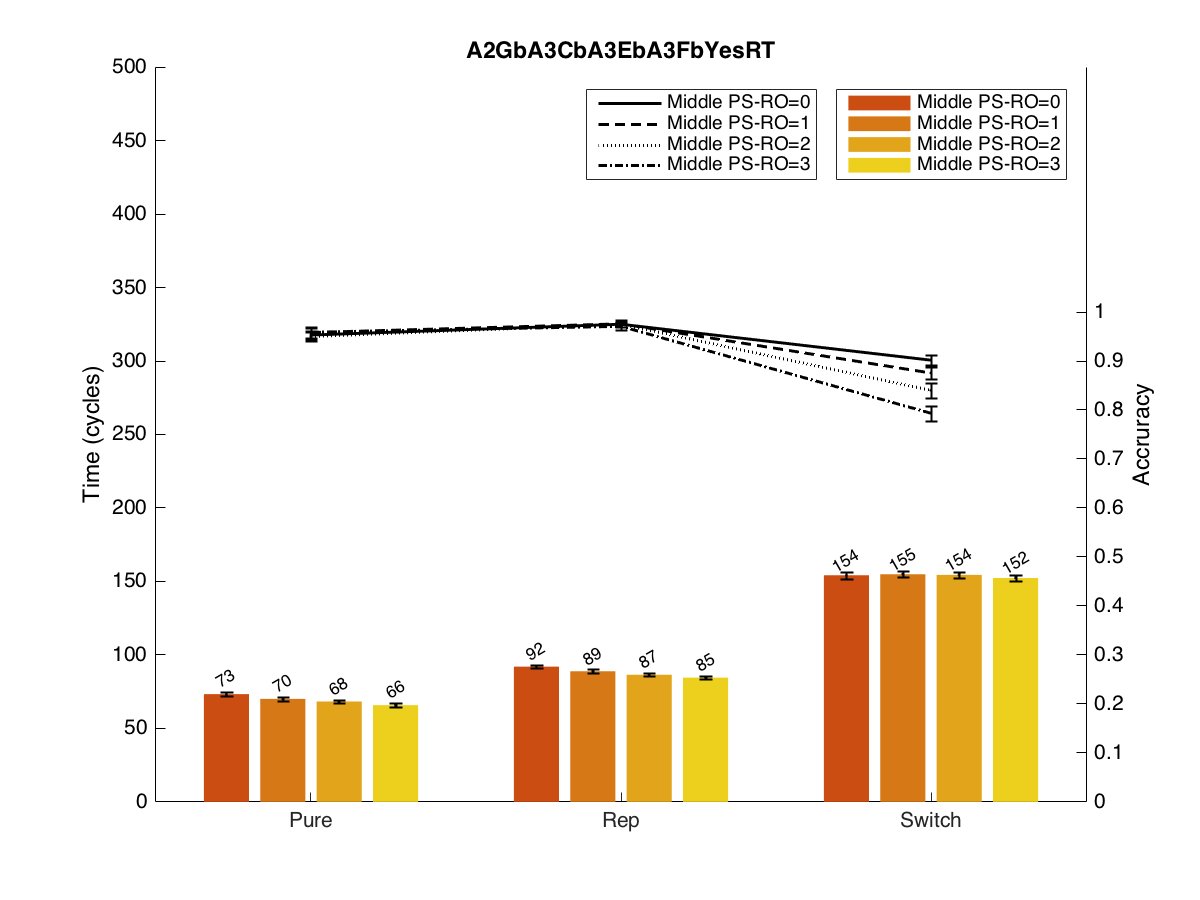 A2GbA3CbA3EbA3FbYesRT
500
450
400
350
300
250
200
150
100
50
0
Time (cycles)
Middle PS-RO=0
Middle PS-RO=1
Middle PS-RO=2
Middle PS-RO=3
Middle PS-RO=0
Middle PS-RO=1
Middle PS-RO=2
Middle PS-RO=3
1
0.9
0.8
0.7
0.6
0.5
0.4
0.3
0.2
0.1
0
Accruracy
73
70
68
66
92
89
87
85
154
155
154
152
Pure
Rep
Switch